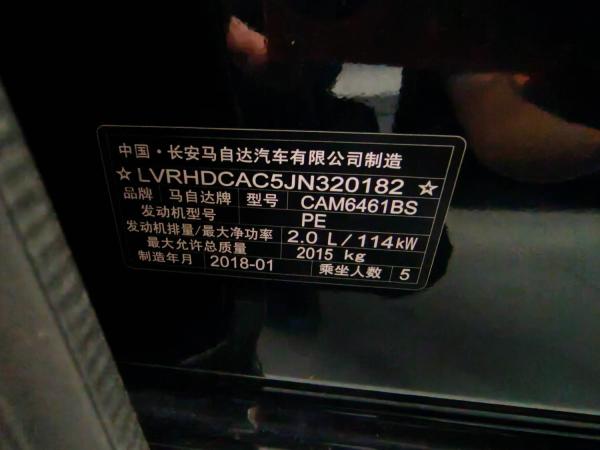 中国·长安马自达汽车有限公司制造
☆LVRHDCAC5JN320182☆
品牌 马自达牌 型号 CAM6461BS
发动机型号 PE
发动机排量/最大净功率 2.0 L/114kW
最大允许总质量 2015 kg
制造年月 2018-01 乘坐人数 5